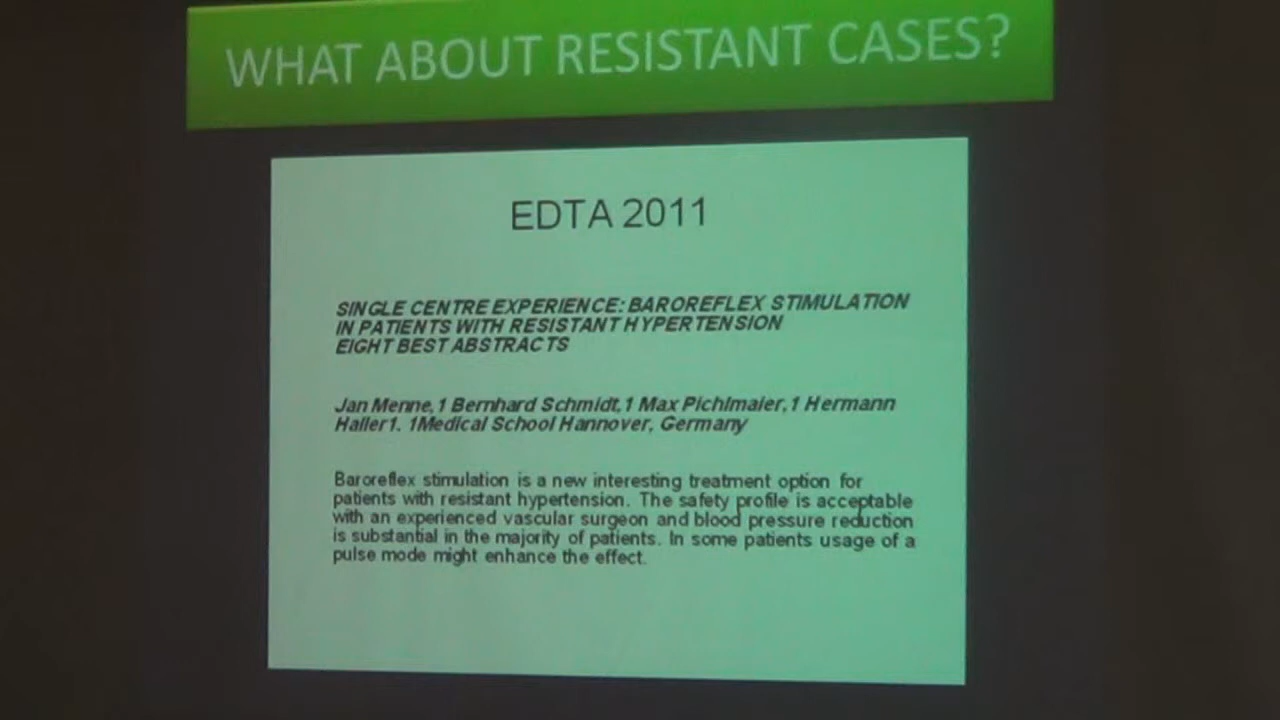 WHAT ABOUT RESISTANT CASES?
EDTA 2011
SINGLE CENTRE EXPERIENCE: BAROREFLEX STIMULATION
IN PATIENTS WITH RESISTANT HYPERTENSION
EIGHT BEST ABSTRACTS
Jan Menne,1 Bernhard Schmidt,1 Max Pichlmaier,1 Hermann
Haller1. 1Medical School Hannover, Germany
Baroreflex stimulation is a new interesting treatment option for
patients with resistant hypertension. The safety profile is acceptable
with an experienced vascular surgeon and blood pressure reduction
is substantial in the majority of patients. In some patients usage of a
pulse mode might enhance the effect.